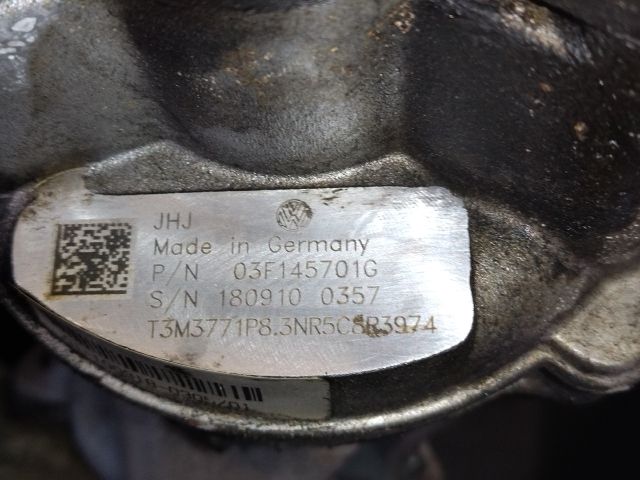 JHJ
Made in Germany
P/N 03F145701G
S/N 180910 0357
T3M3771P8.3NR5C8R3974